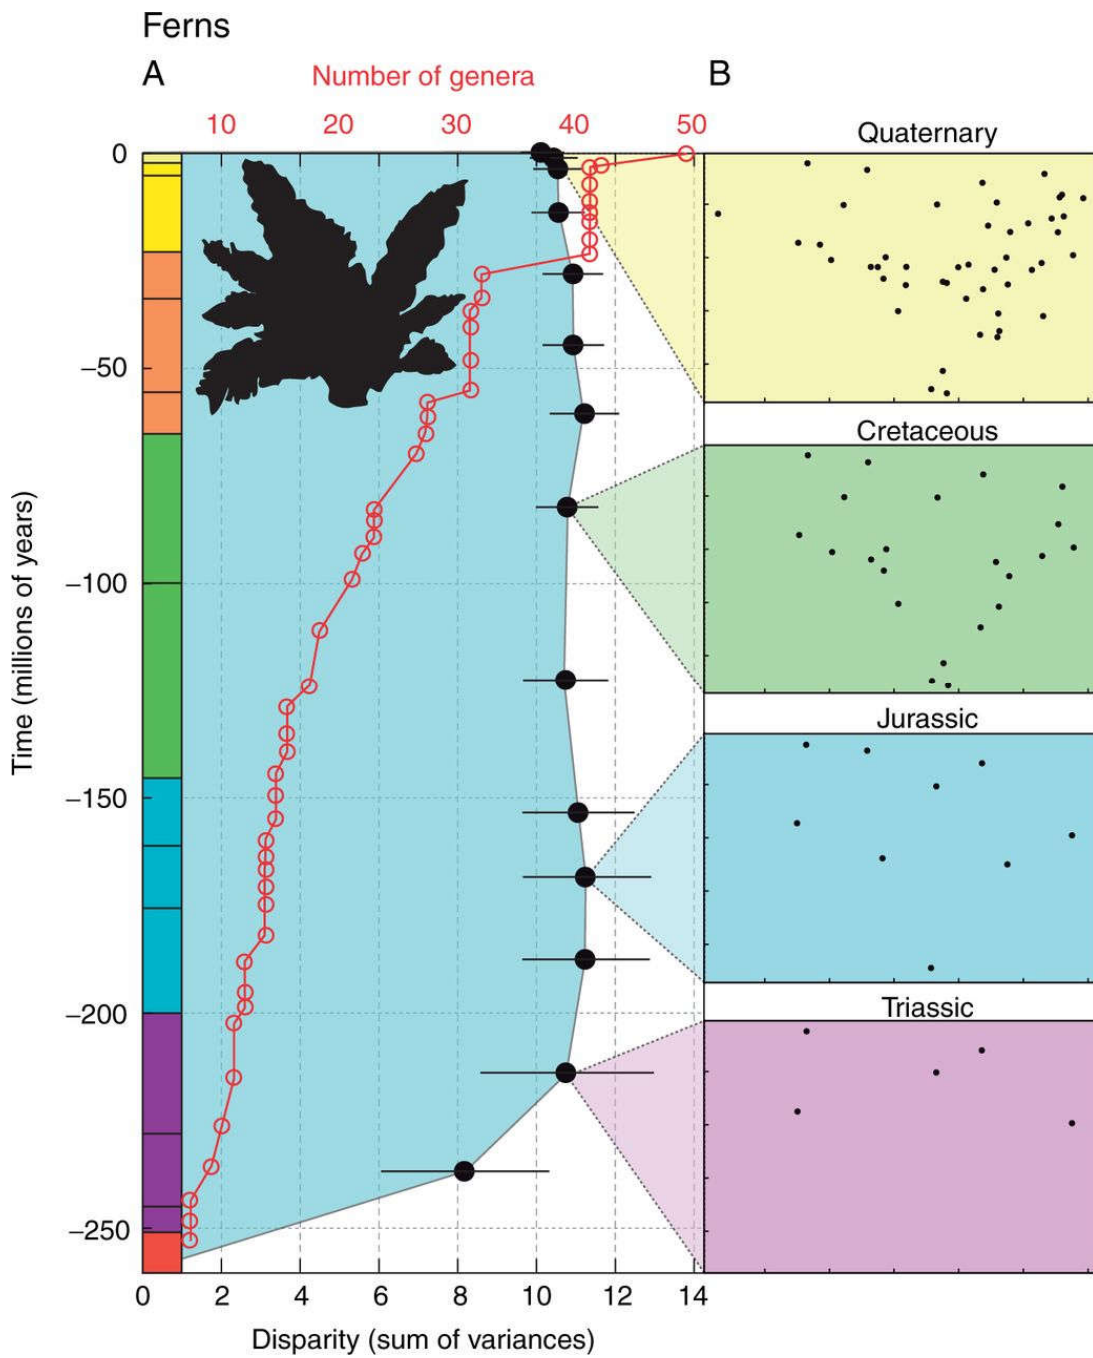 Ferns
A
Number of genera
B
10 20 30 40 50
Quaternary
0
−50
Cretaceous
−100
Time (millions of years)
Jurassic
−150
−200
Triassic
−250
0 2 4 6 8 10 12 14
Disparity (sum of variances)